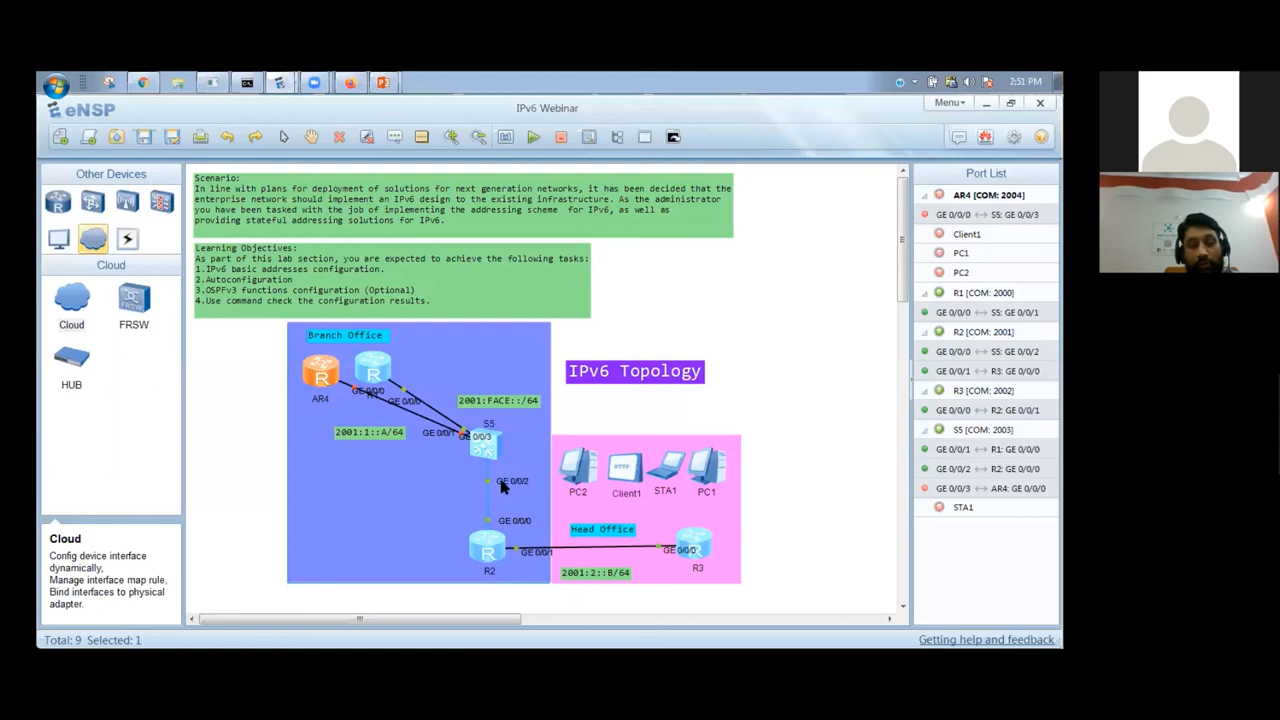 2:51 PM
eNSP
IPv6 Webinar
Menu
Other Devices
Cloud
Cloud
FRSW
HUB
Cloud
Config device interface
dynamically,
Manage interface map rule,
Bind interfaces to physical
adapter.
Scenario:
In line with plans for deployment of solutions for next generation networks, it has been decided that the
enterprise network should implement an IPv6 design to the existing infrastructure. As the administrator
you have been tasked with the job of implementing the addressing scheme for IPv6, as well as
providing stateful addressing solutions for IPv6.
Learning Objectives:
As part of this lab section, you are expected to achieve the following tasks:
1.IPv6 basic addresses configuration.
2.Autoconfiguration
3.OSPFv3 functions configuration (Optional)
4.Use command check the configuration results.
Branch Office
IPv6 Topology
R
R
GE 0/0/0
AR4
GE 0/0/0
2001:FACE::/64
S5
2001:1::A/64
GE 0/0/1
GE 0/0/3
GE 0/0/2
PC2
HTTP
Client1
STA1
PC1
GE 0/0/0
Head Office
R
R2
GE 0/0/1
GE 0/0/0
R
R3
2001:2::B/64
Port List
AR4 [COM: 2004]
GE 0/0/0 <-> S5: GE 0/0/3
Client1
PC1
PC2
R1 [COM: 2000]
GE 0/0/0 <-> S5: GE 0/0/1
R2 [COM: 2001]
GE 0/0/0 <-> S5: GE 0/0/2
GE 0/0/1 <-> R3: GE 0/0/0
R3 [COM: 2002]
GE 0/0/0 <-> R2: GE 0/0/1
S5 [COM: 2003]
GE 0/0/1 <-> R1: GE 0/0/0
GE 0/0/2 <-> R2: GE 0/0/0
GE 0/0/3 <-> AR4: GE 0/0/0
STA1
Total: 9 Selected: 1
Getting help and feedback